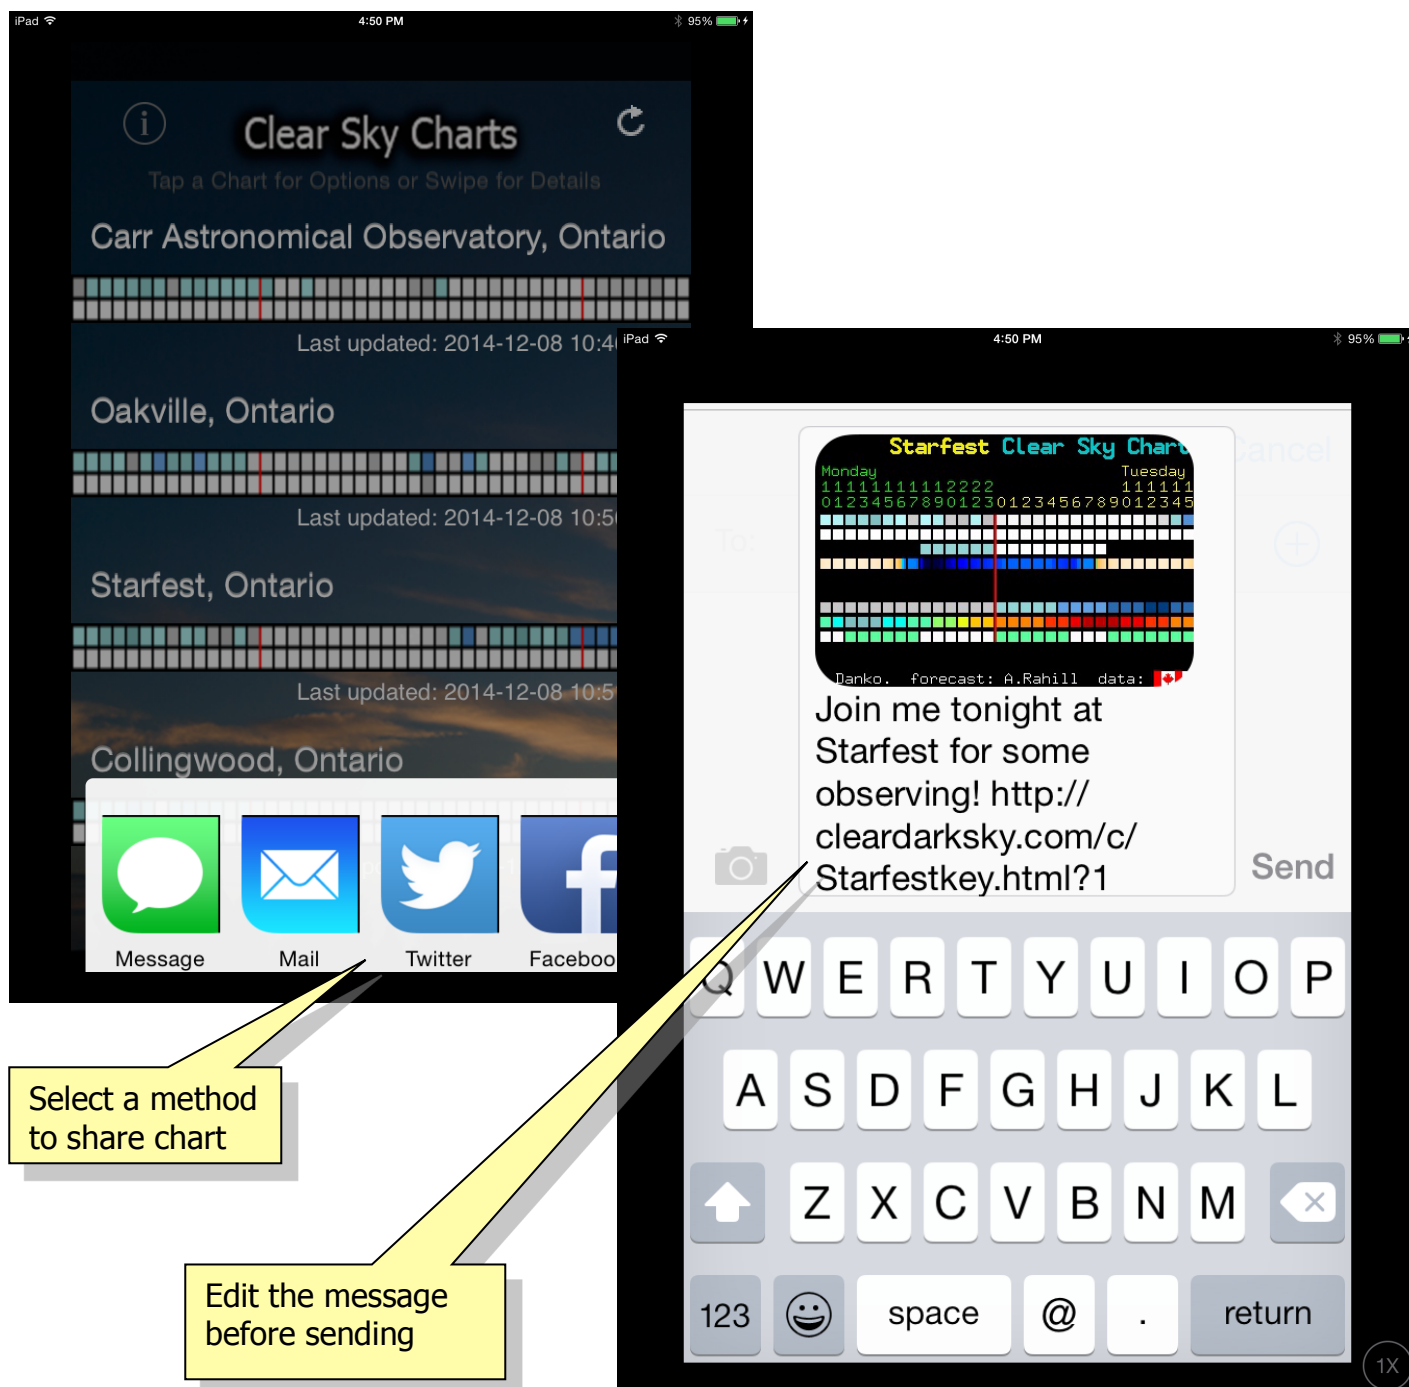 iPad 4:50 PM 95%
i
Clear Sky Charts
Tap a Chart for Options or Swipe for Details
Carr Astronomical Observatory, Ontario
Last updated: 2014-12-08 10:4
Oakville, Ontario
Last updated: 2014-12-08 10:5
Starfest, Ontario
Last updated: 2014-12-08 10:5
Collingwood, Ontario
Message Mail Twitter Faceboo
Select a method
to share chart
iPad 4:50 PM 95%
Cancel
To:
Starfest Clear Sky Chart
Monday Tuesday
11111111112222 111111
012345678901230123456789012345
Danko. forecast: A.Rahill data:
Join me tonight at
Starfest for some
observing! http://
cleardarksky.com/c/
Starfestkey.html?1
Send
Q W E R T Y U I O P
A S D F G H J K L
Z X C V B N M
123 space @ . return
1X
Edit the message
before sending